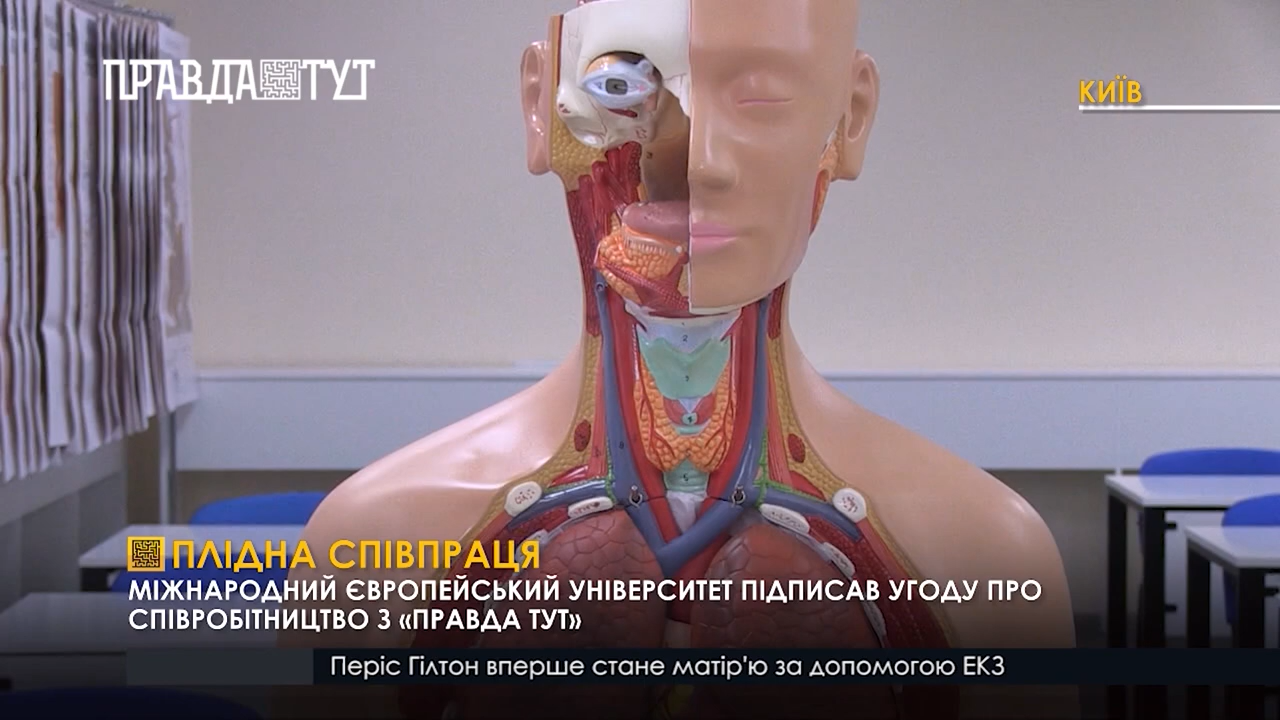 ПРАВДА ТУТ
КИЇВ
ПЛІДНА СПІВПРАЦЯ
МІЖНАРОДНИЙ ЄВРОПЕЙСЬКИЙ УНІВЕРСИТЕТ ПІДПИСАВ УГОДУ ПРО
СПІВРОБІТНИЦТВО З «ПРАВДА ТУТ»
Періс Гілтон вперше стане матір'ю за допомогою ЕКЗ